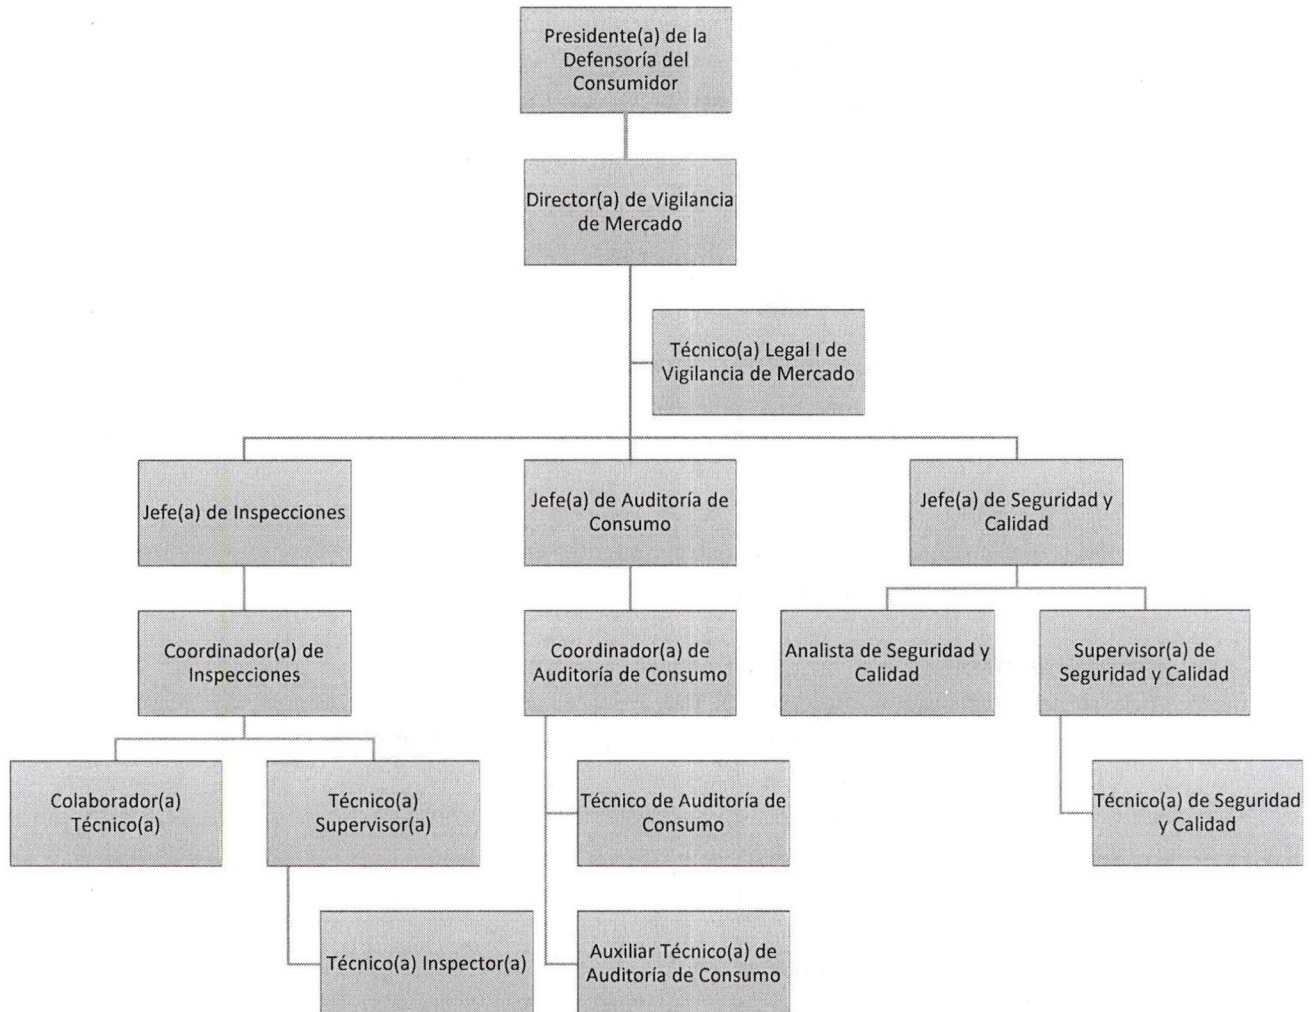 Presidente(a) de la
Defensoría del
Consumidor
Director(a) de Vigilancia
de Mercado
Técnico(a) Legal I de
Vigilancia de Mercado
Jefe(a) de Inspecciones
Jefe(a) de Auditoría de
Consumo
Jefe(a) de Seguridad y
Calidad
Coordinador(a) de
Inspecciones
Coordinador(a) de
Auditoría de Consumo
Analista de Seguridad y
Calidad
Supervisor(a) de
Seguridad y Calidad
Colaborador(a)
Técnico(a)
Técnico(a)
Supervisor(a)
Técnico de Auditoría de
Consumo
Técnico(a) de Seguridad
y Calidad
Técnico(a) Inspector(a)
Auxiliar Técnico(a) de
Auditoría de Consumo